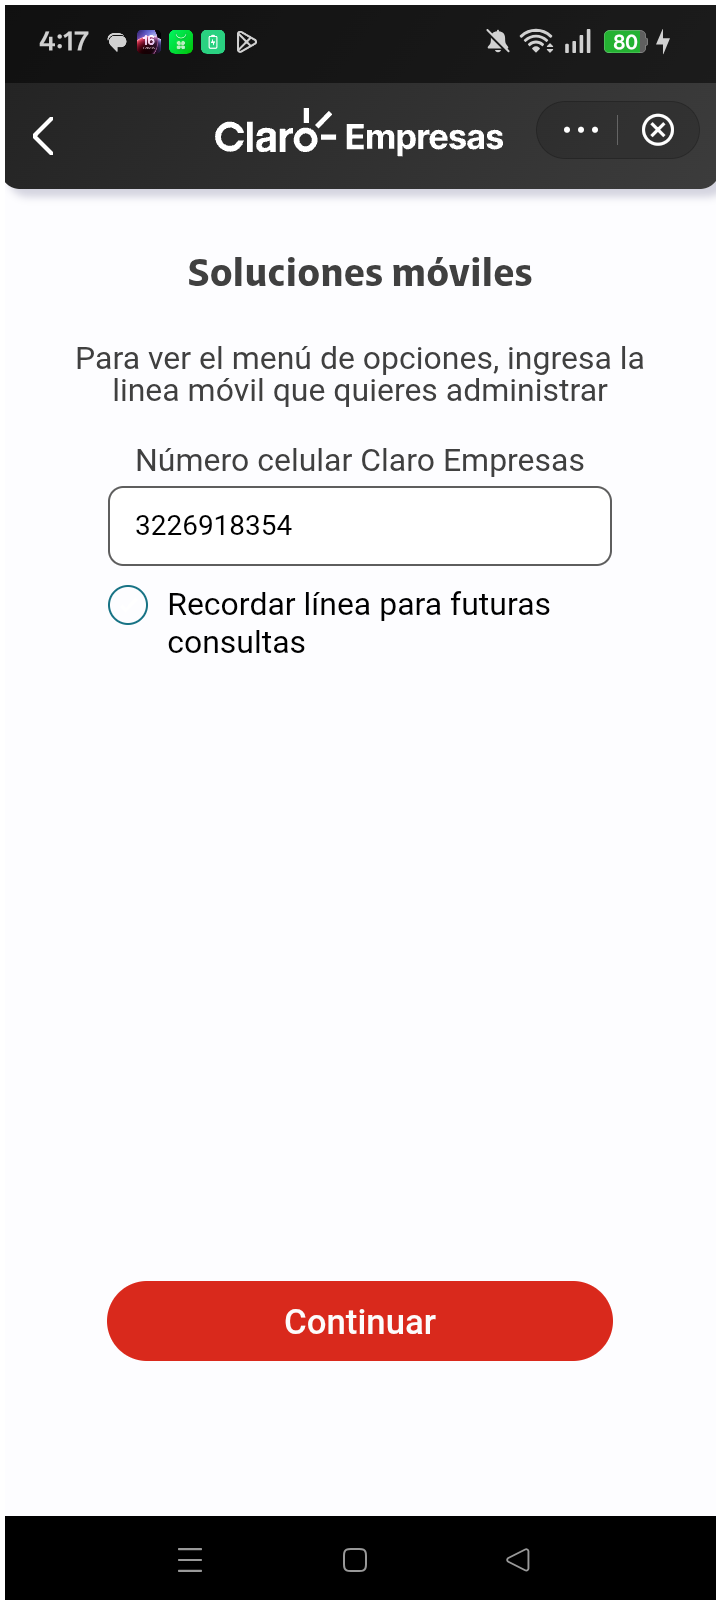 4:17
16
80
Claro Empresas
Soluciones móviles
Para ver el menú de opciones, ingresa la
linea móvil que quieres administrar
Número celular Claro Empresas
3226918354
Recordar línea para futuras
consultas
Continuar